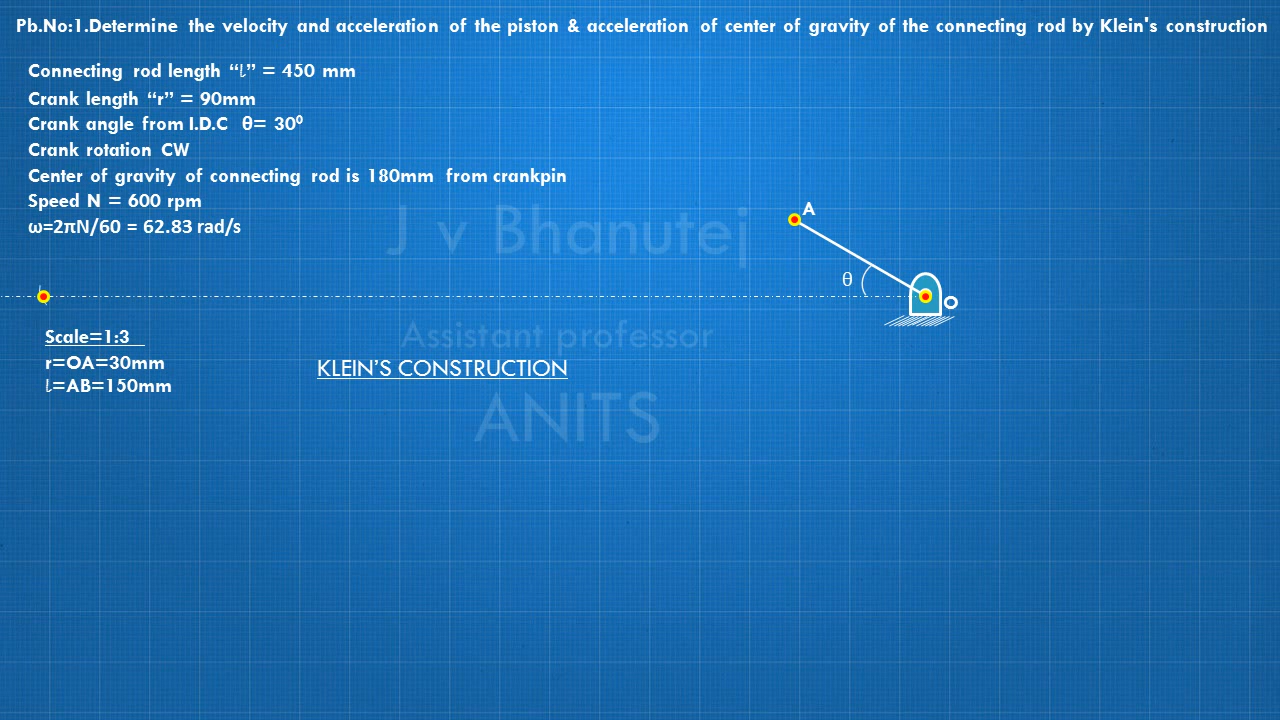 Pb.No:1.Determine the velocity and acceleration of the piston & acceleration of center of gravity of the connecting rod by Klein's construction
Connecting rod length “l” = 450 mm
Crank length “r” = 90mm
Crank angle from I.D.C θ= 30⁰
Crank rotation CW
Center of gravity of connecting rod is 180mm from crankpin
Speed N = 600 rpm
ω=2πN/60 = 62.83 rad/s
J v Bhanutej
A
θ
O
Assistant professor
Scale=1:3
r=OA=30mm
l=AB=150mm
KLEIN’S CONSTRUCTION
ANITS